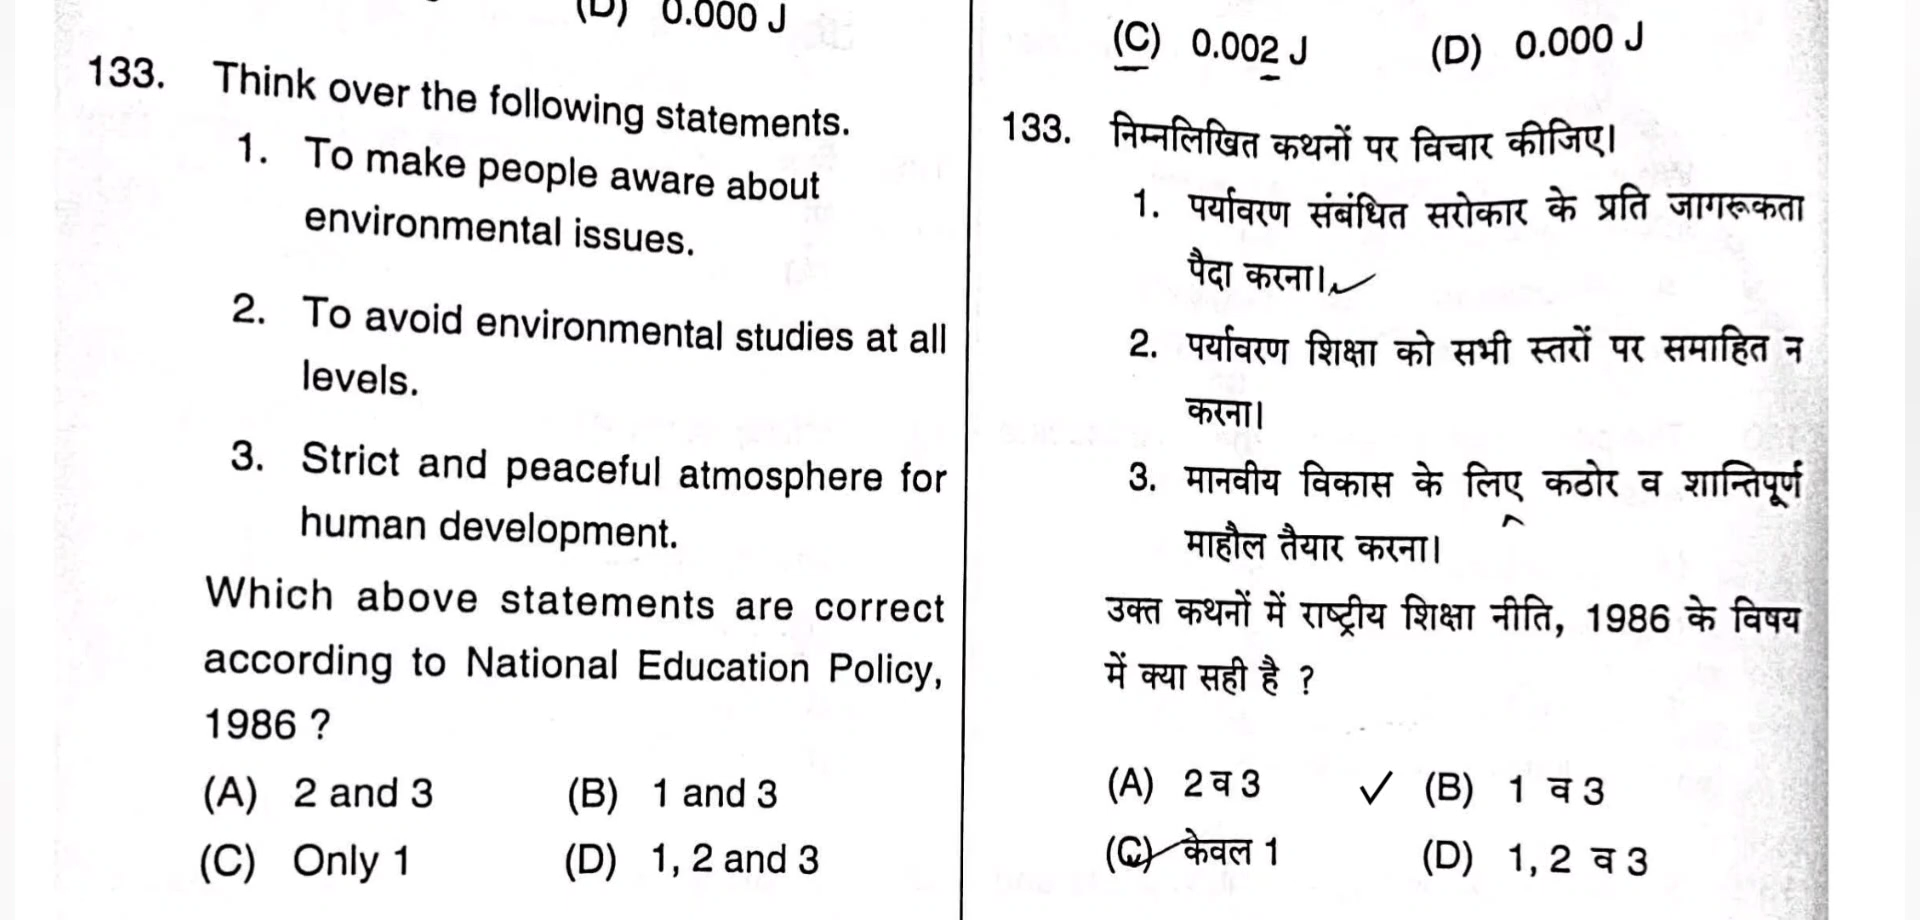 (D) 0.000 J
133. Think over the following statements.
1. To make people aware about
environmental issues.
2. To avoid environmental studies at all
levels.
3. Strict and peaceful atmosphere for
human development.
Which above statements are correct
according to National Education Policy,
1986 ?
(A) 2 and 3 (B) 1 and 3
(C) Only 1 (D) 1, 2 and 3
(C) 0.002 J (D) 0.000 J
133. निम्नलिखित कथनों पर विचार कीजिए।
1. पर्यावरण संबंधित सरोकार के प्रति जागरूकता
पैदा करना।
2. पर्यावरण शिक्षा को सभी स्तरों पर समाहित न
करना।
3. मानवीय विकास के लिए कठोर व शान्तिपूर्ण
माहौल तैयार करना।
उक्त कथनों में राष्ट्रीय शिक्षा नीति, 1986 के विषय
में क्या सही है ?
(A) 2 व 3 ✓ (B) 1 व 3
(C) केवल 1 (D) 1, 2 व 3